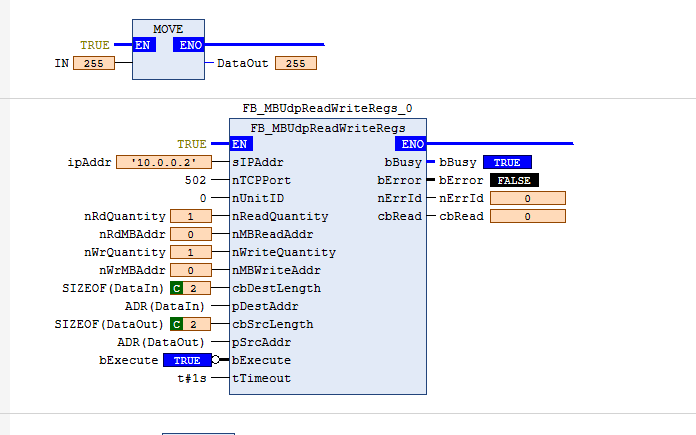 MOVE
TRUE EN ENO
IN 255 DataOut 255
FB_MBUdpReadWriteRegs_0
FB_MBUdpReadWriteRegs
TRUE EN ENO
ipAddr '10.0.0.2' sIPAddr bBusy bBusy TRUE
502 nTCPPort bError bError FALSE
0 nUnitID nErrId nErrId 0
nRdQuantity 1 nReadQuantity cbRead cbRead 0
nRdMBAddr 0 nMBReadAddr
nWrQuantity 1 nWriteQuantity
nWrMBAddr 0 nMBWriteAddr
SIZEOF(DataIn) C 2 cbDestLength
ADR(DataIn) pDestAddr
SIZEOF(DataOut) C 2 cbSrcLength
ADR(DataOut) pSrcAddr
bExecute TRUE bExecute
t#1s tTimeout